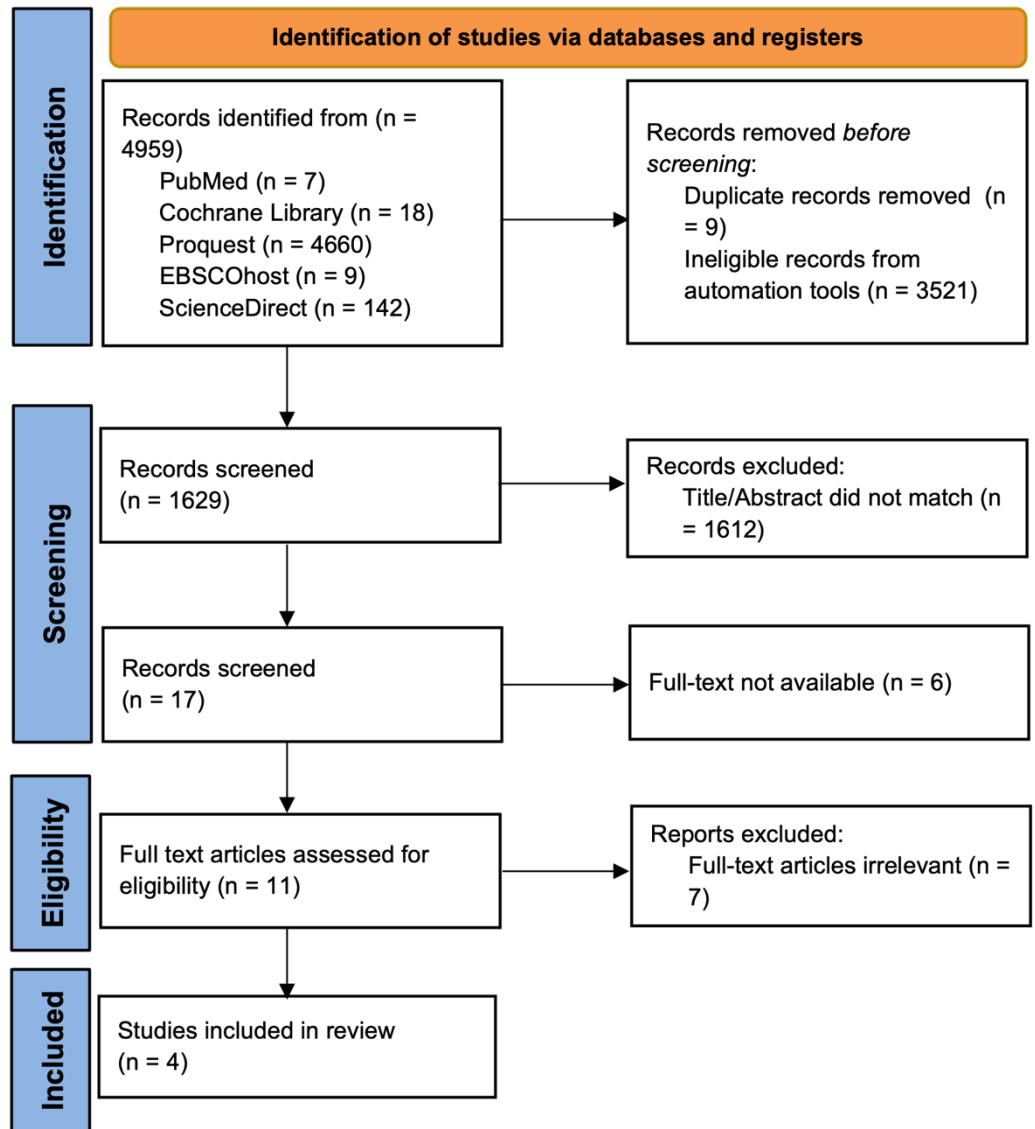 Identification of studies via databases and registers
Identification
Records identified from (n =
4959)
PubMed (n = 7)
Cochrane Library (n = 18)
Proquest (n = 4660)
EBSCOhost (n = 9)
ScienceDirect (n = 142)
Records removed before
screening:
Duplicate records removed (n
= 9)
Ineligible records from
automation tools (n = 3521)
Screening
Records screened
(n = 1629)
Records excluded:
Title/Abstract did not match (n
= 1612)
Records screened
(n = 17)
Full-text not available (n = 6)
Eligibility
Full text articles assessed for
eligibility (n = 11)
Reports excluded:
Full-text articles irrelevant (n =
7)
Included
Studies included in review
(n = 4)